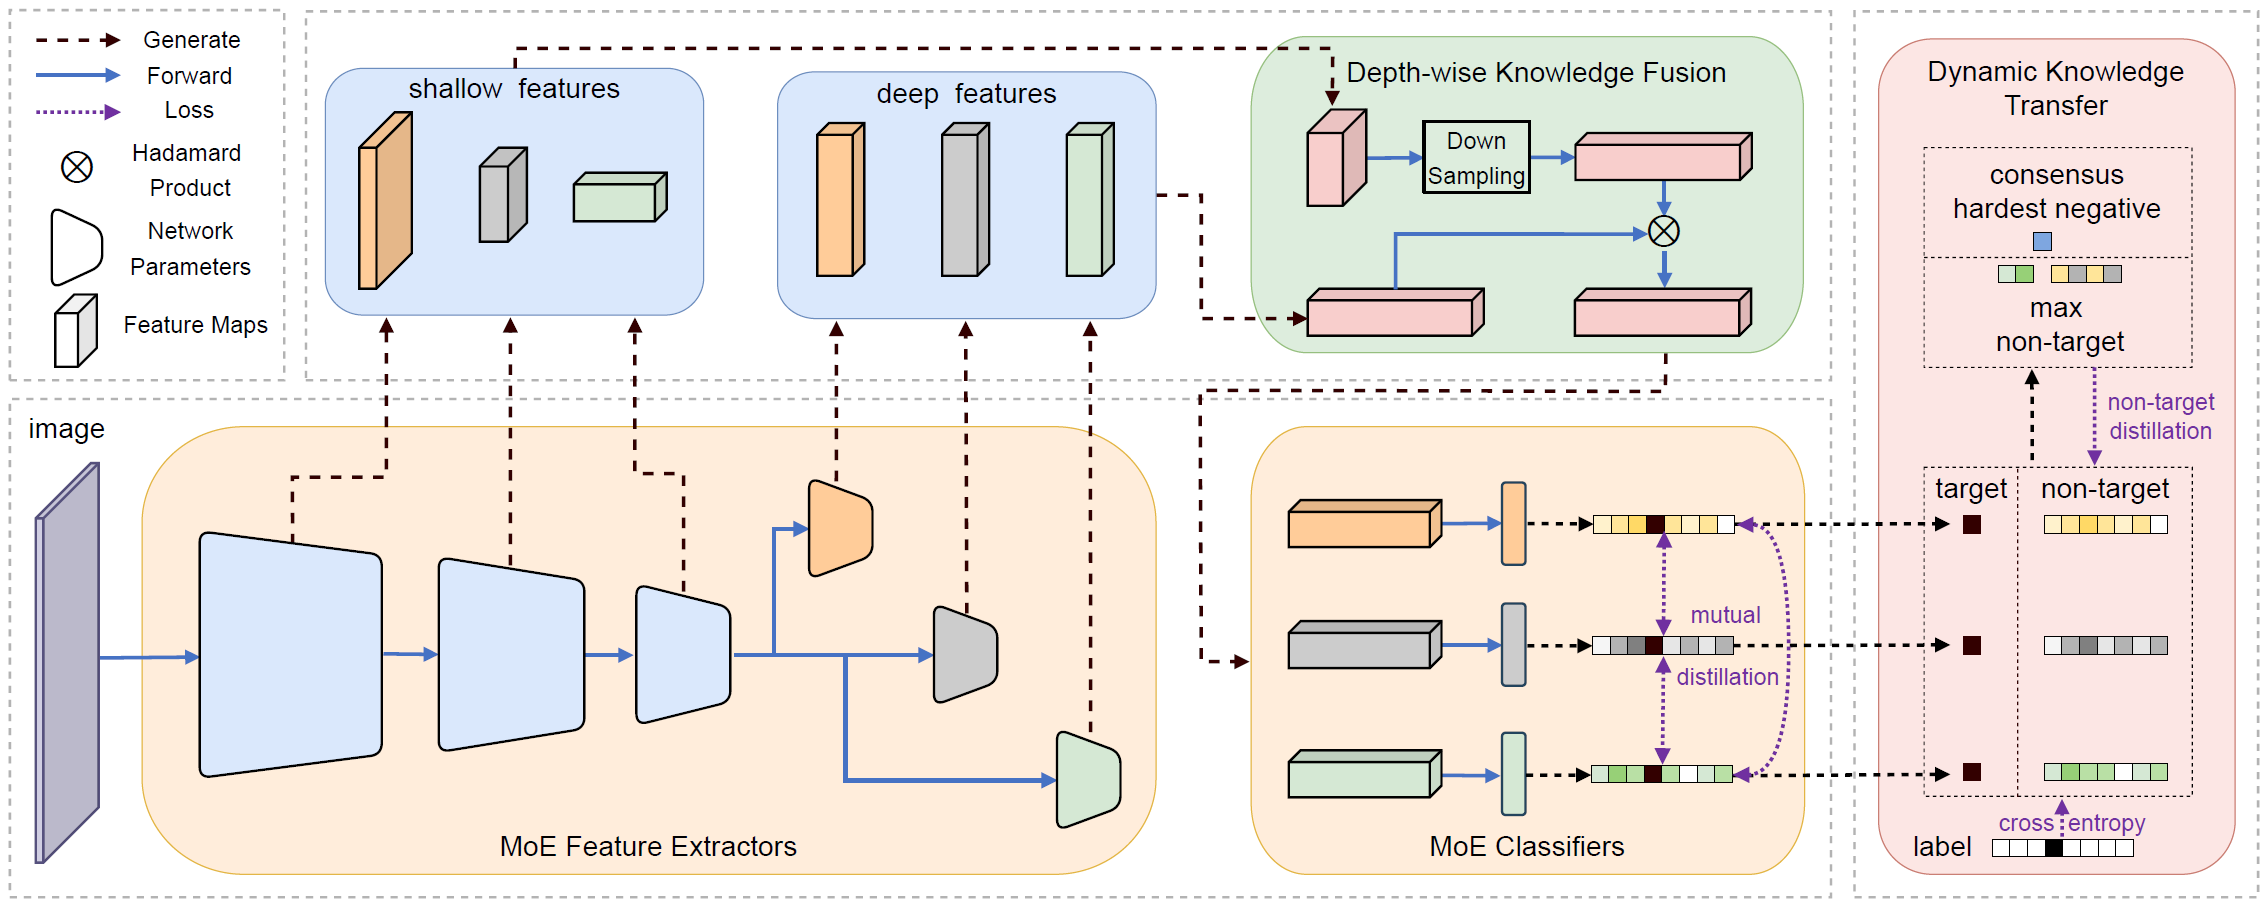 Generate
Forward
Loss
Hadamard
Product
Network
Parameters
Feature Maps
shallow features
deep features
Depth-wise Knowledge Fusion
Down
Sampling
Dynamic Knowledge
Transfer
consensus
hardest negative
max
non-target
non-target
distillation
target
non-target
cross entropy
label
image
MoE Feature Extractors
mutual
distillation
MoE Classifiers